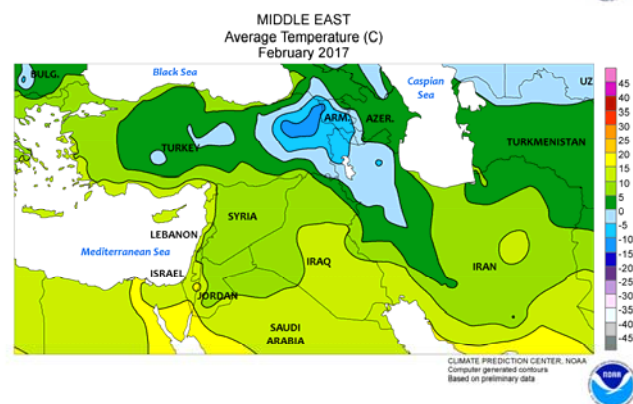 MIDDLE EAST
Average Temperature (C)
February 2017
BULG.
Black Sea
Caspian
Sea
UZ
ARM.
AZER.
TURKEY
TURKMENISTAN
SYRIA
LEBANON
Mediterranean Sea
IRAQ
IRAN
ISRAEL
JORDAN
SAUDI
ARABIA
45
40
35
30
25
20
15
10
5
0
-5
-10
-15
-20
-25
-30
-35
-40
-45
CLIMATE PREDICTION CENTER, NOAA
Computer generated contours
Based on preliminary data
NOAA